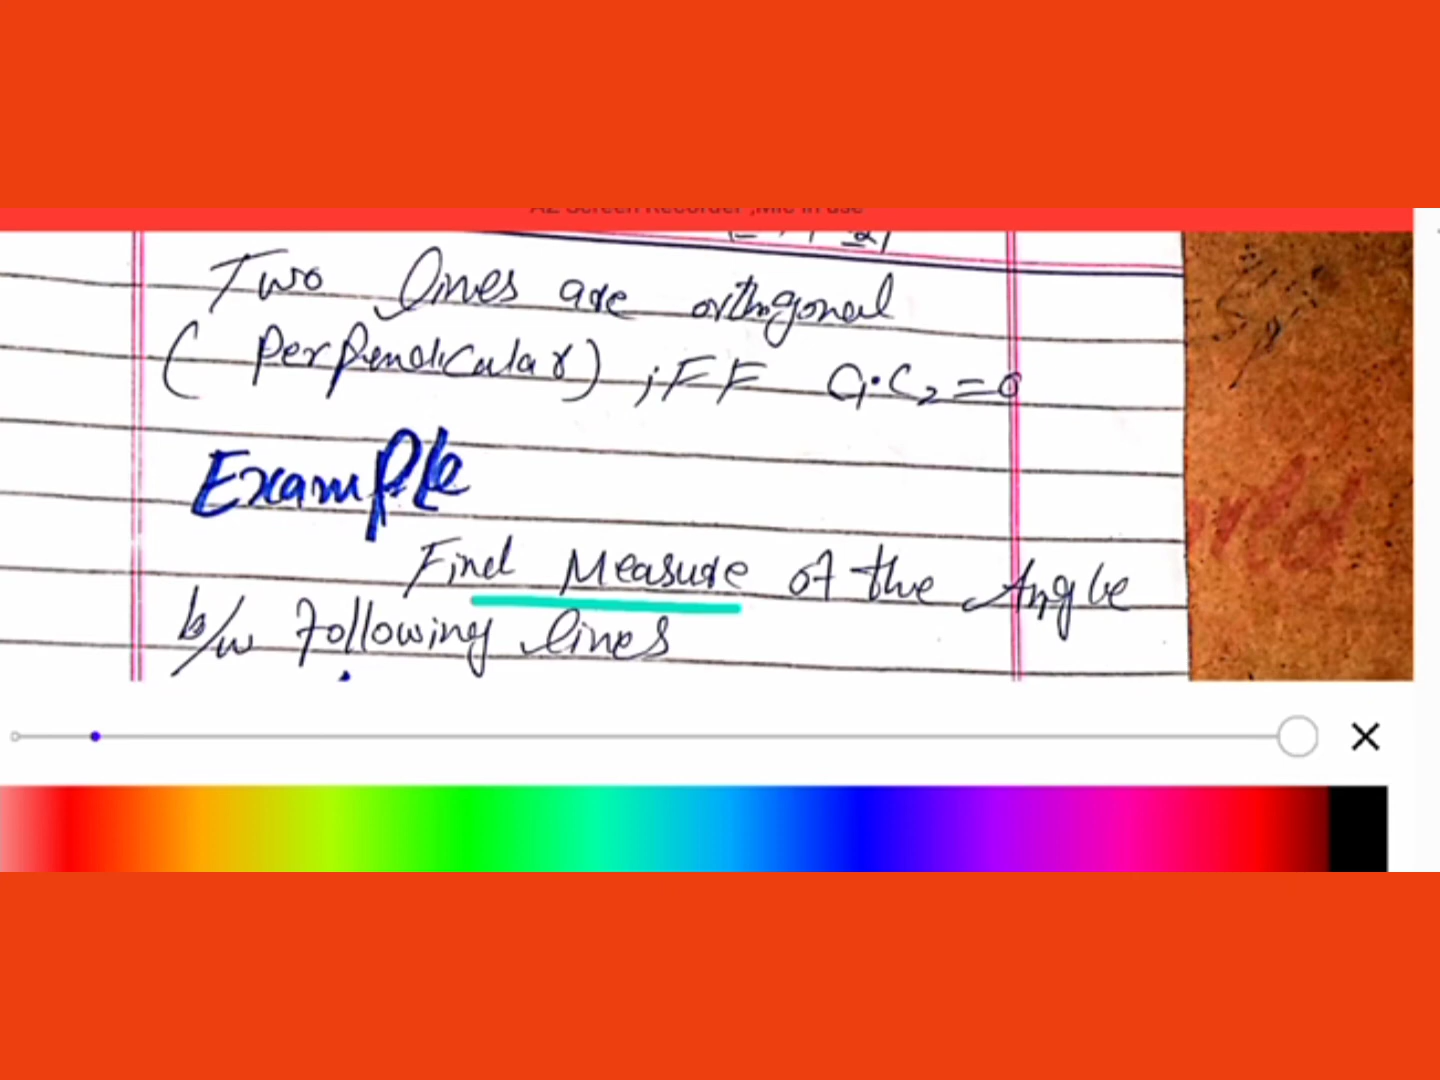 Two lines are orthogonal
(Perpendicular) iFF C₁·C₂=0
Example
Find Measure of the Angle
b/w following lines